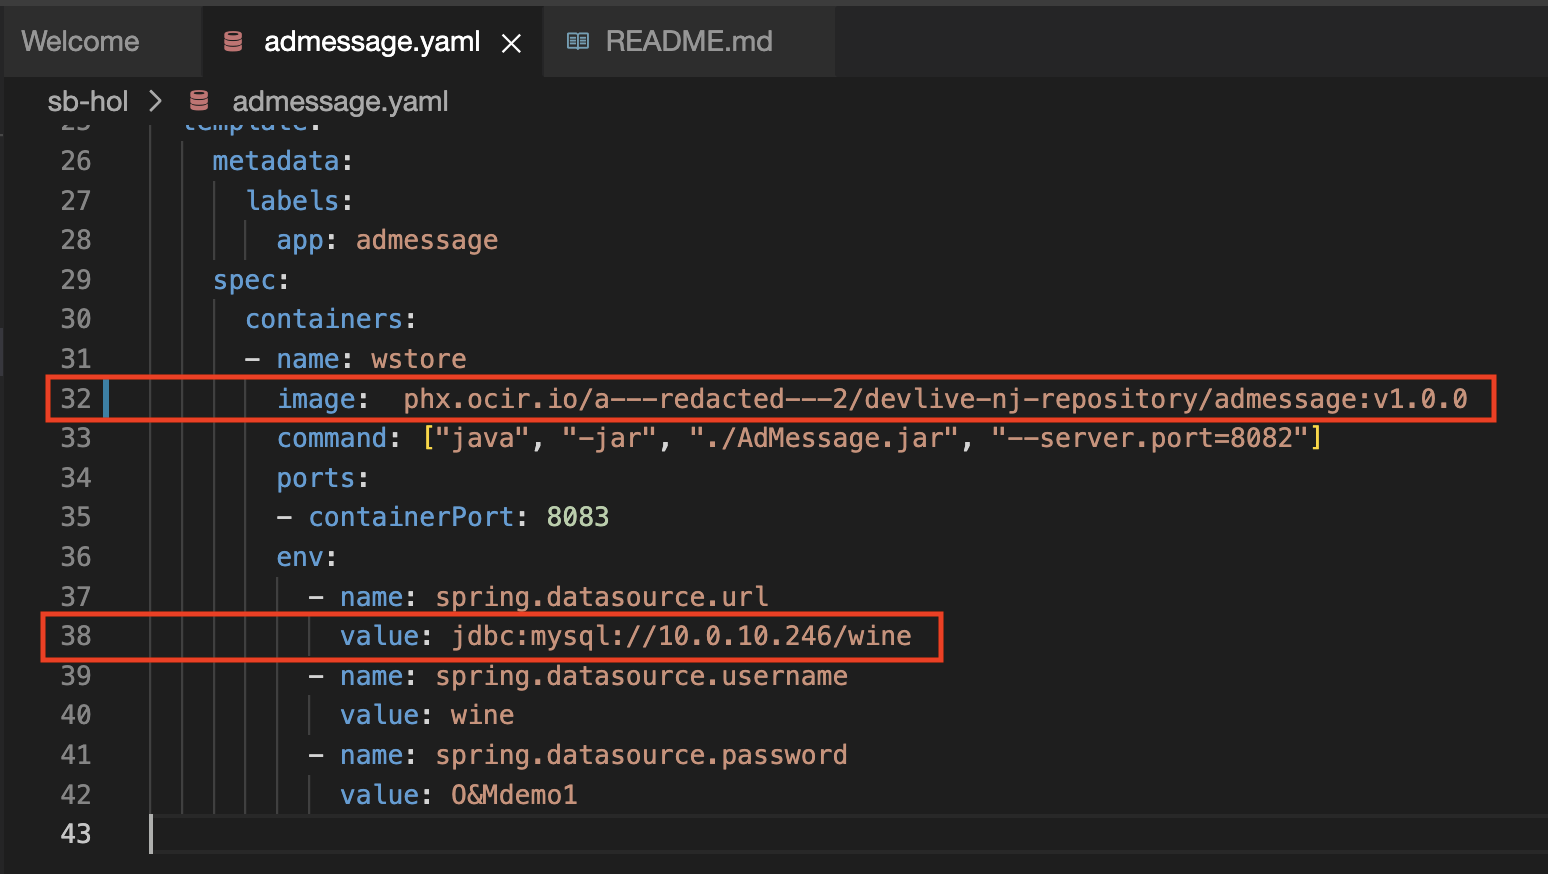 Welcome
admessage.yaml
README.md
sb-hol > admessage.yaml
25 template:
26 metadata:
27 labels:
28 app: admessage
29 spec:
30 containers:
31 - name: wstore
32 image:  phx.ocir.io/a---redacted---2/devlive-nj-repository/admessage:v1.0.0
33 command: ["java", "-jar", "./AdMessage.jar", "--server.port=8082"]
34 ports:
35 - containerPort: 8083
36 env:
37 - name: spring.datasource.url
38 value: jdbc:mysql://10.0.10.246/wine
39 - name: spring.datasource.username
40 value: wine
41 - name: spring.datasource.password
42 value: O&Mdemo1
43